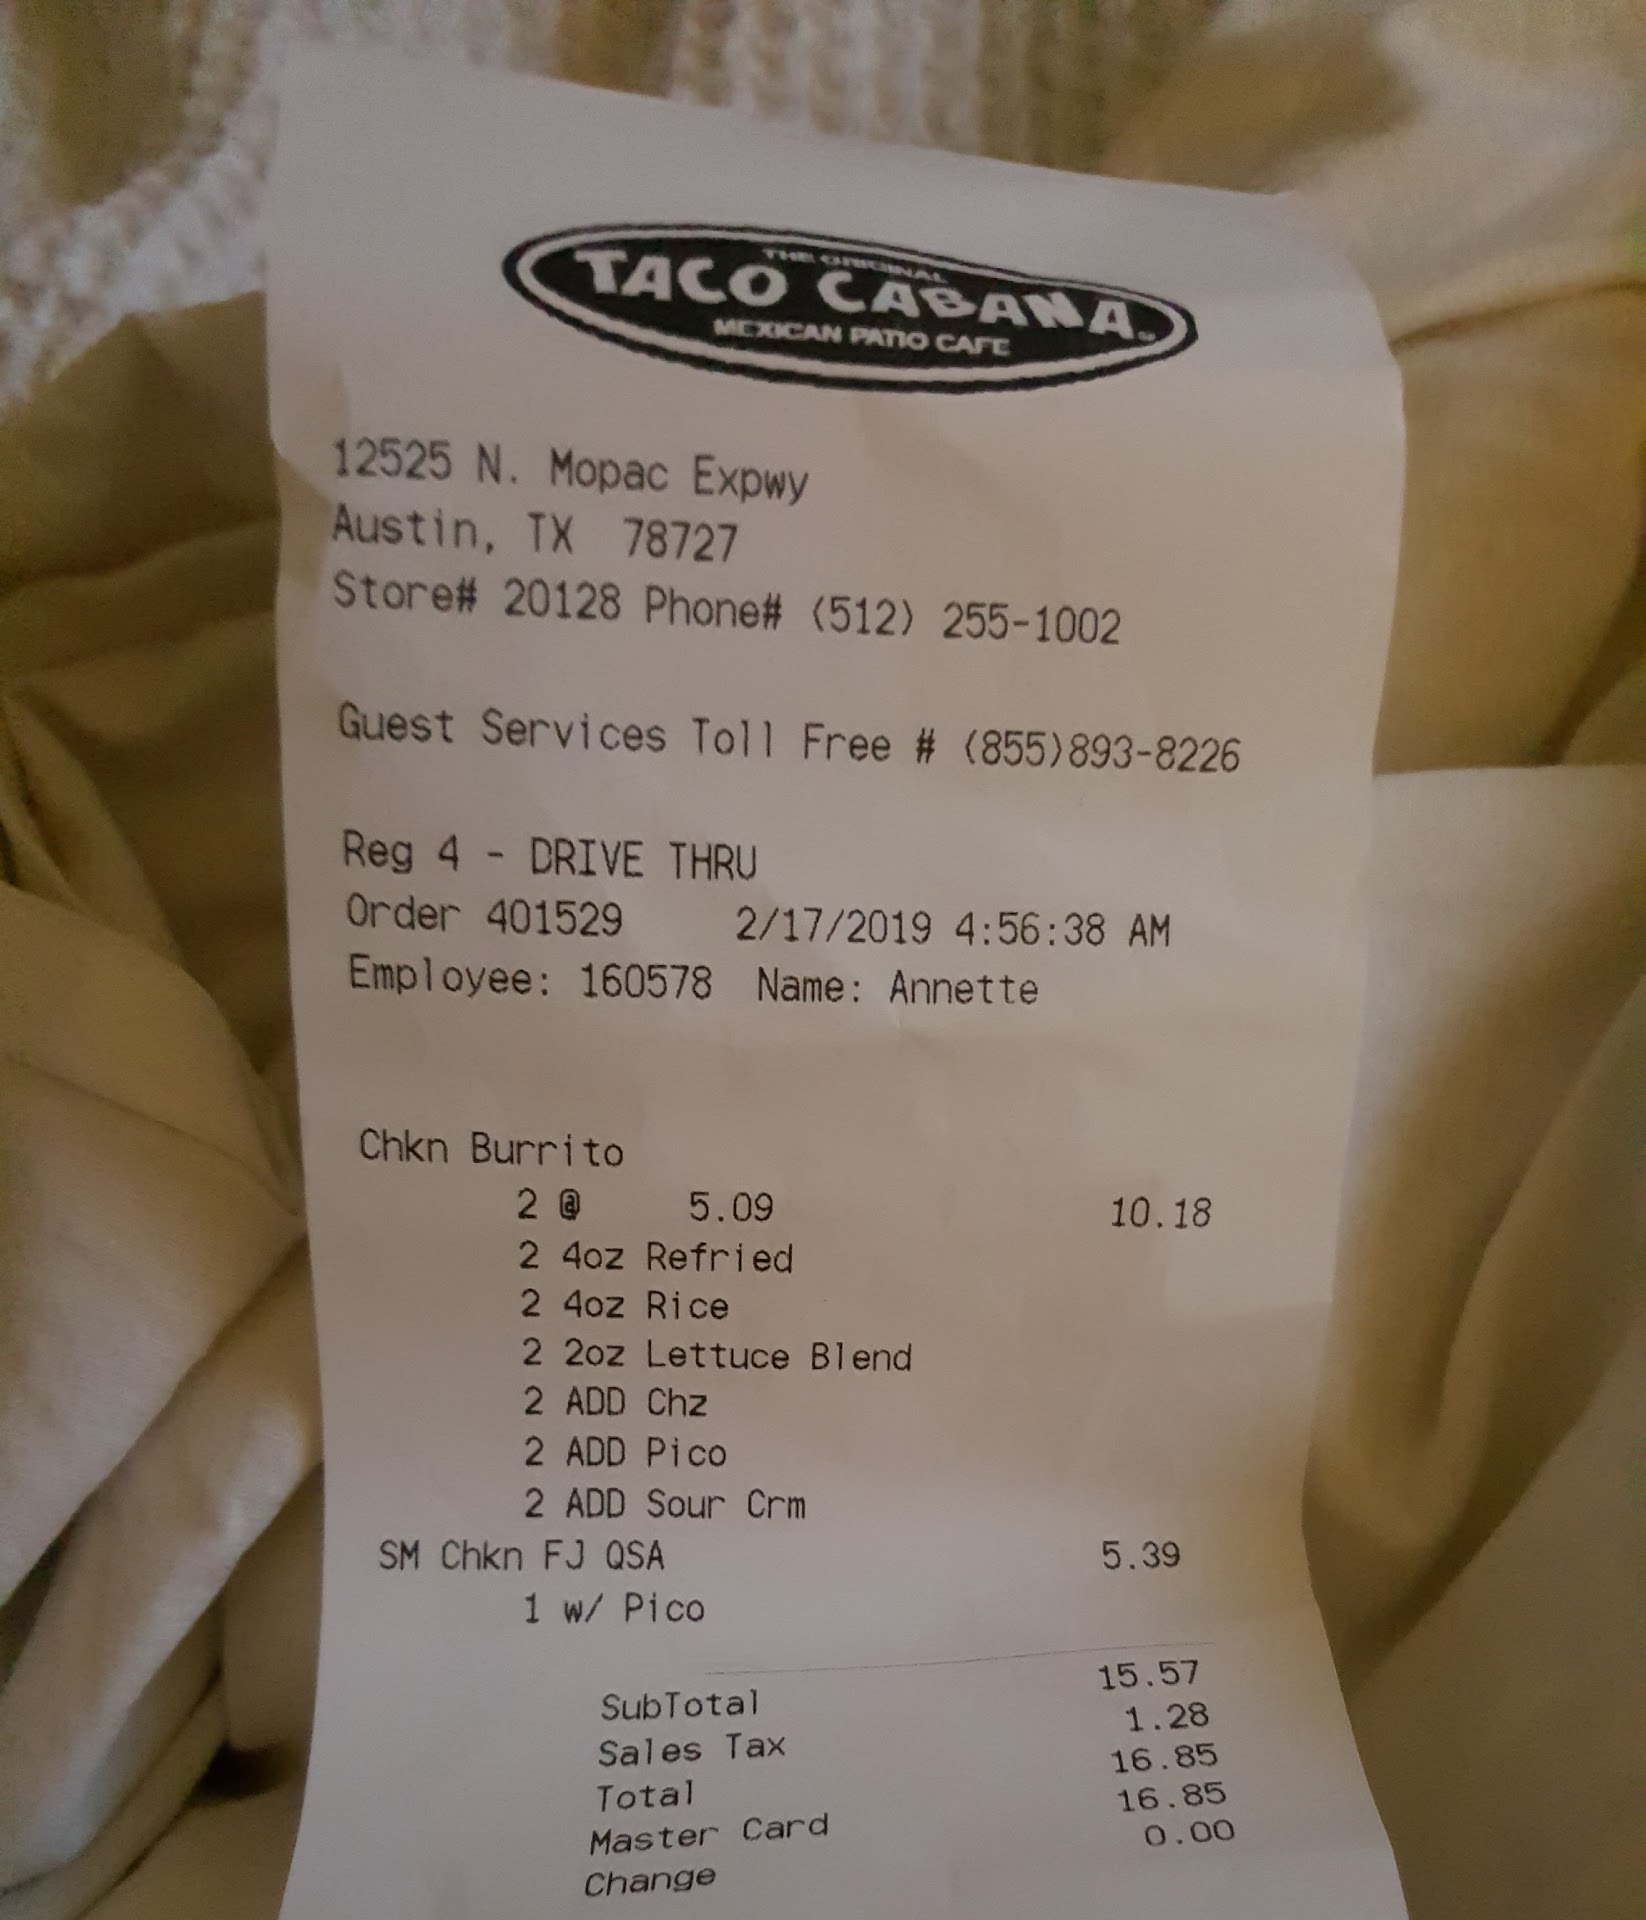 THE ORIGINAL
TACO CABANA
MEXICAN PATIO CAFE
12525 N. Mopac Expwy
Austin, TX 78727
Store# 20128 Phone# (512) 255-1002
Guest Services Toll Free # (855)893-8226
Reg 4 - DRIVE THRU
Order 401529 2/17/2019 4:56:38 AM
Employee: 160578 Name: Annette
Chkn Burrito
2 @ 5.09 10.18
2 4oz Refried
2 4oz Rice
2 2oz Lettuce Blend
2 ADD Chz
2 ADD Pico
2 ADD Sour Crm
SM Chkn FJ QSA 5.39
1 w/ Pico
SubTotal 15.57
Sales Tax 1.28
Total 16.85
Master Card 16.85
Change 0.00